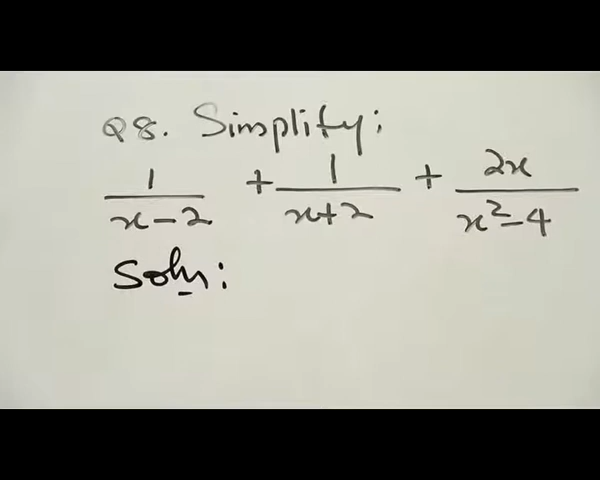 Q8. Simplify:
1/(x-2) + 1/(x+2) + 2x/(x²-4)
Soln: